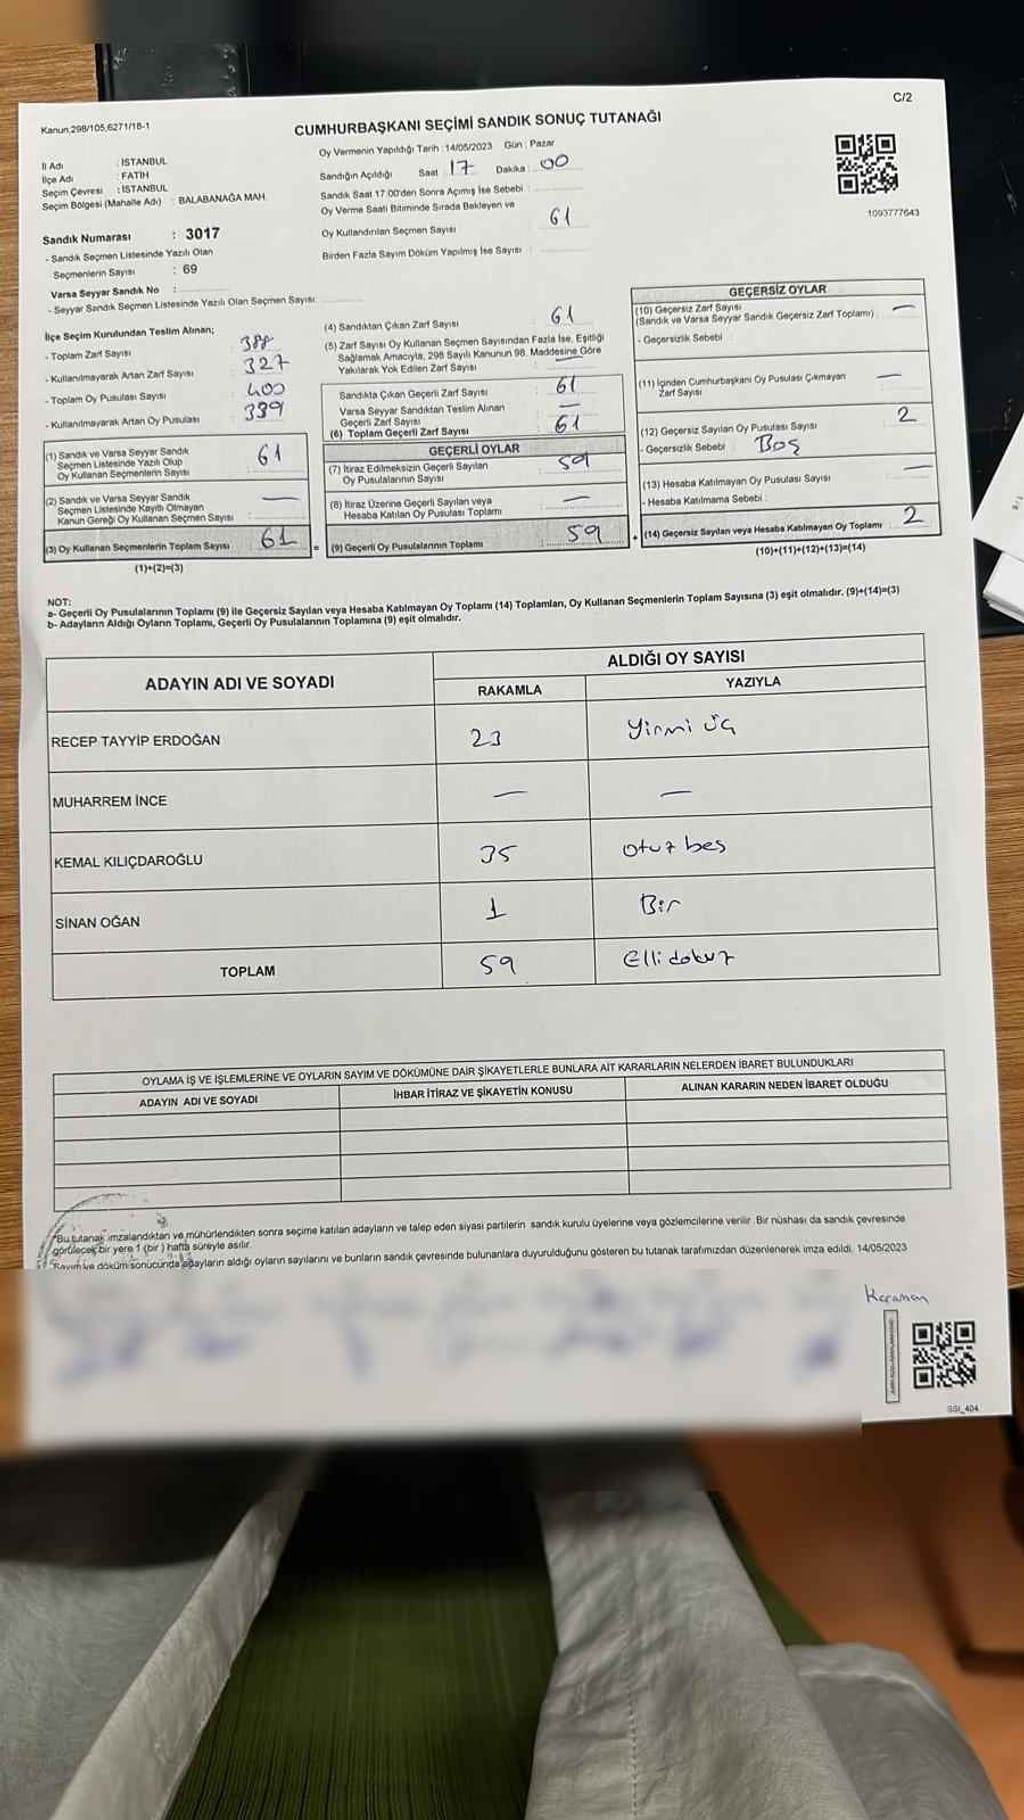 C/2
Kanun;298/105,6271/18-1
CUMHURBAŞKANI SEÇİMİ SANDIK SONUÇ TUTANAĞI
İl Adı : İSTANBUL
İlçe Adı : FATİH
Seçim Çevresi : İSTANBUL
Seçim Bölgesi (Mahalle Adı) : BALABANAĞA MAH.
Sandık Numarası : 3017
- Sandık Seçmen Listesinde Yazılı Olan
Seçmenlerin Sayısı : 69
Varsa Seyyar Sandık No :
- Seyyar Sandık Seçmen Listesinde Yazılı Olan Seçmen Sayısı:
Oy Vermenin Yapıldığı Tarih :14/05/2023 Gün : Pazar
Sandığın Açıldığı Saat 17 Dakika : 00
Sandık Saat 17:00'den Sonra Açımış İse Sebebi :
Oy Verme Saati Bitiminde Sırada Bekleyen ve
Oy Kullandırılan Seçmen Sayısı 61
Birden Fazla Sayım Döküm Yapılmış İse Sayısı :
1093777643
İlçe Seçim Kurulundan Teslim Alınan;
- Toplam Zarf Sayısı : 388
- Kullanılmayarak Artan Zarf Sayısı : 327
- Toplam Oy Pusulası Sayısı : 400
- Kullanılmayarak Artan Oy Pusulası : 339
(1) Sandık ve Varsa Seyyar Sandık
Seçmen Listesinde Yazılı Olup
Oy Kullanan Seçmenlerin Sayısı 61
(2) Sandık ve Varsa Seyyar Sandık
Seçmen Listesinde Kayıtlı Olmayan
Kanun Gereği Oy Kullanan Seçmen Sayısı : —
(3) Oy Kullanan Seçmenlerin Toplam Sayısı : 61
(1)+(2)=(3)
(4) Sandıktan Çıkan Zarf Sayısı : 61
(5) Zarf Sayısı Oy Kullanan Seçmen Sayısından Fazla İse, Eşitliği
Sağlamak Amacıyla, 298 Sayılı Kanunun 98. Maddesine Göre
Yakılarak Yok Edilen Zarf Sayısı : —
Sandıkta Çıkan Geçerli Zarf Sayısı : 61
Varsa Seyyar Sandıktan Teslim Alınan
Geçerli Zarf Sayısı : —
(6) Toplam Geçerli Zarf Sayısı : 61
GEÇERLİ OYLAR
(7) İtiraz Edilmeksizin Geçerli Sayılan
Oy Pusulalarının Sayısı : 59
(8) İtiraz Üzerine Geçerli Sayılan veya
Hesaba Katılan Oy Pusulası Toplamı : —
= (9) Geçerli Oy Pusulalarının Toplamı : 59
GEÇERSİZ OYLAR
(10) Geçersiz Zarf Sayısı
(Sandık ve Varsa Seyyar Sandık Geçersiz Zarf Toplamı) : —
- Geçersizlik Sebebi :
(11) İçinden Cumhurbaşkanı Oy Pusulası Çıkmayan
Zarf Sayısı : —
(12) Geçersiz Sayılan Oy Pusulası Sayısı : 2
- Geçersizlik Sebebi : Boş
(13) Hesaba Katılmayan Oy Pusulası Sayısı : —
- Hesaba Katılmama Sebebi :
+ (14) Geçersiz Sayılan veya Hesaba Katılmayan Oy Toplamı : 2
(10)+(11)+(12)+(13)=(14)
NOT:
a- Geçerli Oy Pusulalarının Toplamı (9) ile Geçersiz Sayılan veya Hesaba Katılmayan Oy Toplamı (14) Toplamları, Oy Kullanan Seçmenlerin Toplam Sayısına (3) eşit olmalıdır. (9)+(14)=(3)
b- Adayların Aldığı Oyların Toplamı, Geçerli Oy Pusulalarının Toplamına (9) eşit olmalıdır.
ADAYIN ADI VE SOYADI
ALDIĞI OY SAYISI
RAKAMLA YAZIYLA
RECEP TAYYİP ERDOĞAN 23 Yirmi üç
MUHARREM İNCE — —
KEMAL KILIÇDAROĞLU 35 otuz beş
SİNAN OĞAN 1 Bir
TOPLAM 59 Elli dokuz
OYLAMA İŞ VE İŞLEMLERİNE VE OYLARIN SAYIM VE DÖKÜMÜNE DAİR ŞİKAYETLERLE BUNLARA AİT KARARLARIN NELERDEN İBARET BULUNDUKLARI
ADAYIN ADI VE SOYADI İHBAR İTİRAZ VE ŞİKAYETİN KONUSU ALINAN KARARIN NEDEN İBARET OLDUĞU
*Bu tutanak imzalandıktan ve mühürlendikten sonra seçime katılan adayların ve talep eden siyasi partilerin sandık kurulu üyelerine veya gözlemcilerine verilir. Bir nüshası da sandık çevresinde
görülecek bir yere 1 (bir ) hafta süreyle asılır.
*Sayım ve döküm sonucunda adayların aldığı oyların sayılarını ve bunların sandık çevresinde bulunanlara duyurulduğunu gösteren bu tutanak tarafımızdan düzenlenerek imza edildi. 14/05/2023
Karaman
SSI_404